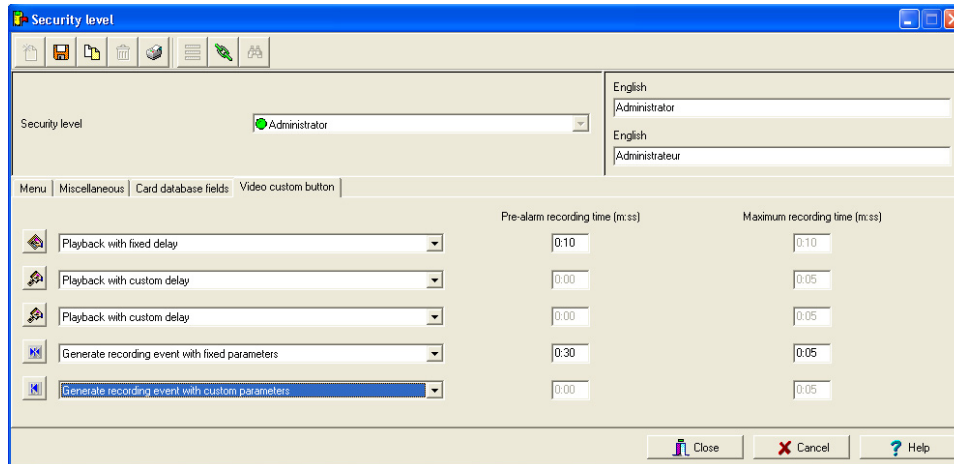 Security level
English
Administrator
Security level
Administrator
English
Administrateur
Menu Miscellaneous Card database fields Video custom button
Pre-alarm recording time (m:ss) Maximum recording time (m:ss)
Playback with fixed delay 0:10 0:10
Playback with custom delay 0:00 0:05
Playback with custom delay 0:00 0:05
Generate recording event with fixed parameters 0:30 0:05
Generate recording event with custom parameters 0:00 0:05
Close Cancel Help